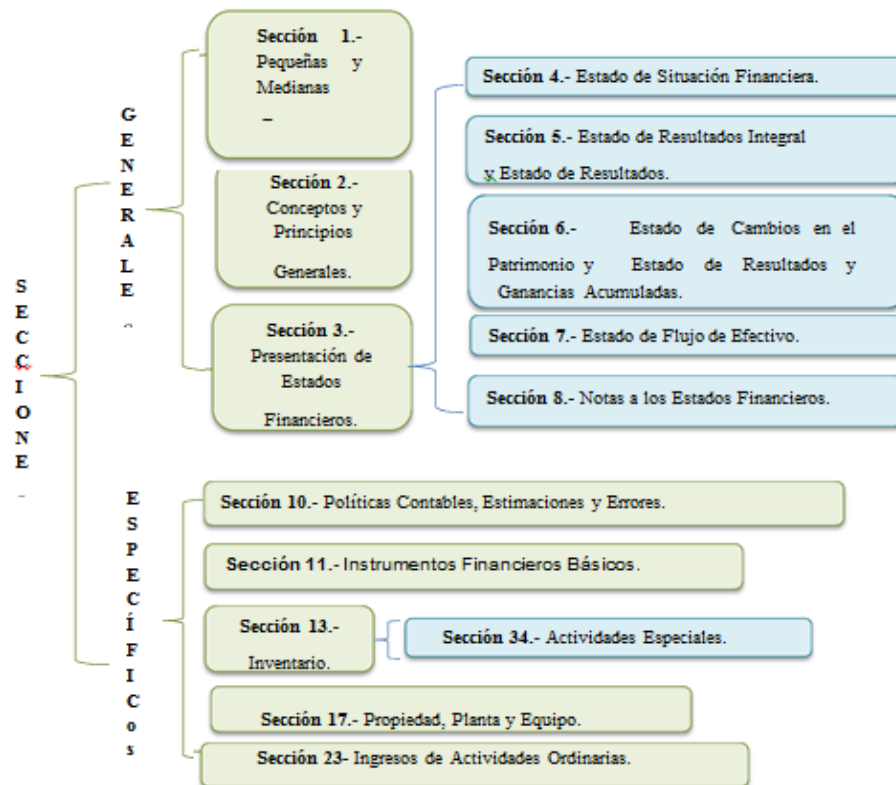 SECCIONE
GENERALE
Sección 1.-
Pequeñas y
Medianas
Sección 2.-
Conceptos y
Principios
Generales.
Sección 3.-
Presentación de
Estados
Financieros.
Sección 4.- Estado de Situación Financiera.
Sección 5.- Estado de Resultados Integral
y Estado de Resultados.
Sección 6.- Estado de Cambios en el
Patrimonio y Estado de Resultados y
Ganancias Acumuladas.
Sección 7.- Estado de Flujo de Efectivo.
Sección 8.- Notas a los Estados Financieros.
ESPECÍFICos
Sección 10.- Políticas Contables, Estimaciones y Errores.
Sección 11.- Instrumentos Financieros Básicos.
Sección 13.-
Inventario.
Sección 34.- Actividades Especiales.
Sección 17.- Propiedad, Planta y Equipo.
Sección 23- Ingresos de Actividades Ordinarias.